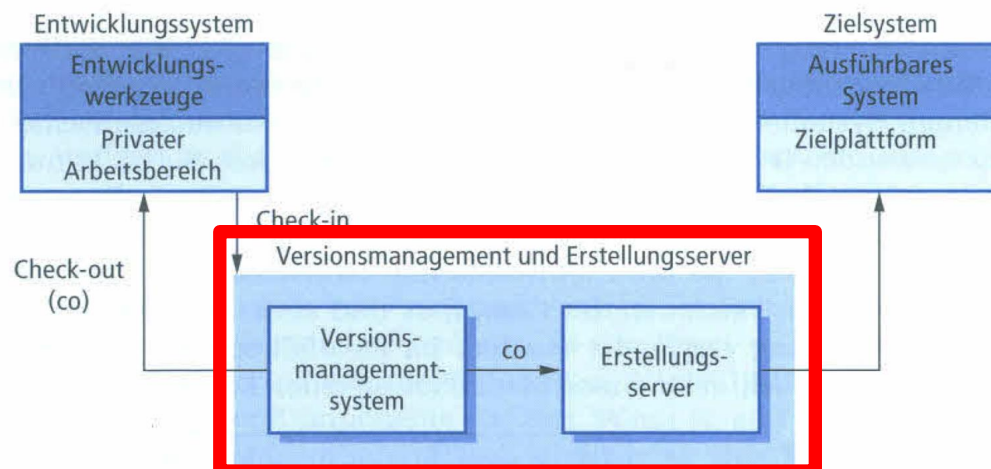 Entwicklungssystem
Entwicklungs-
werkzeuge
Privater
Arbeitsbereich
Zielsystem
Ausführbares
System
Zielplattform
Check-in
Check-out
(co)
Versionsmanagement und Erstellungsserver
Versions-
management-
system
co
Erstellungs-
server